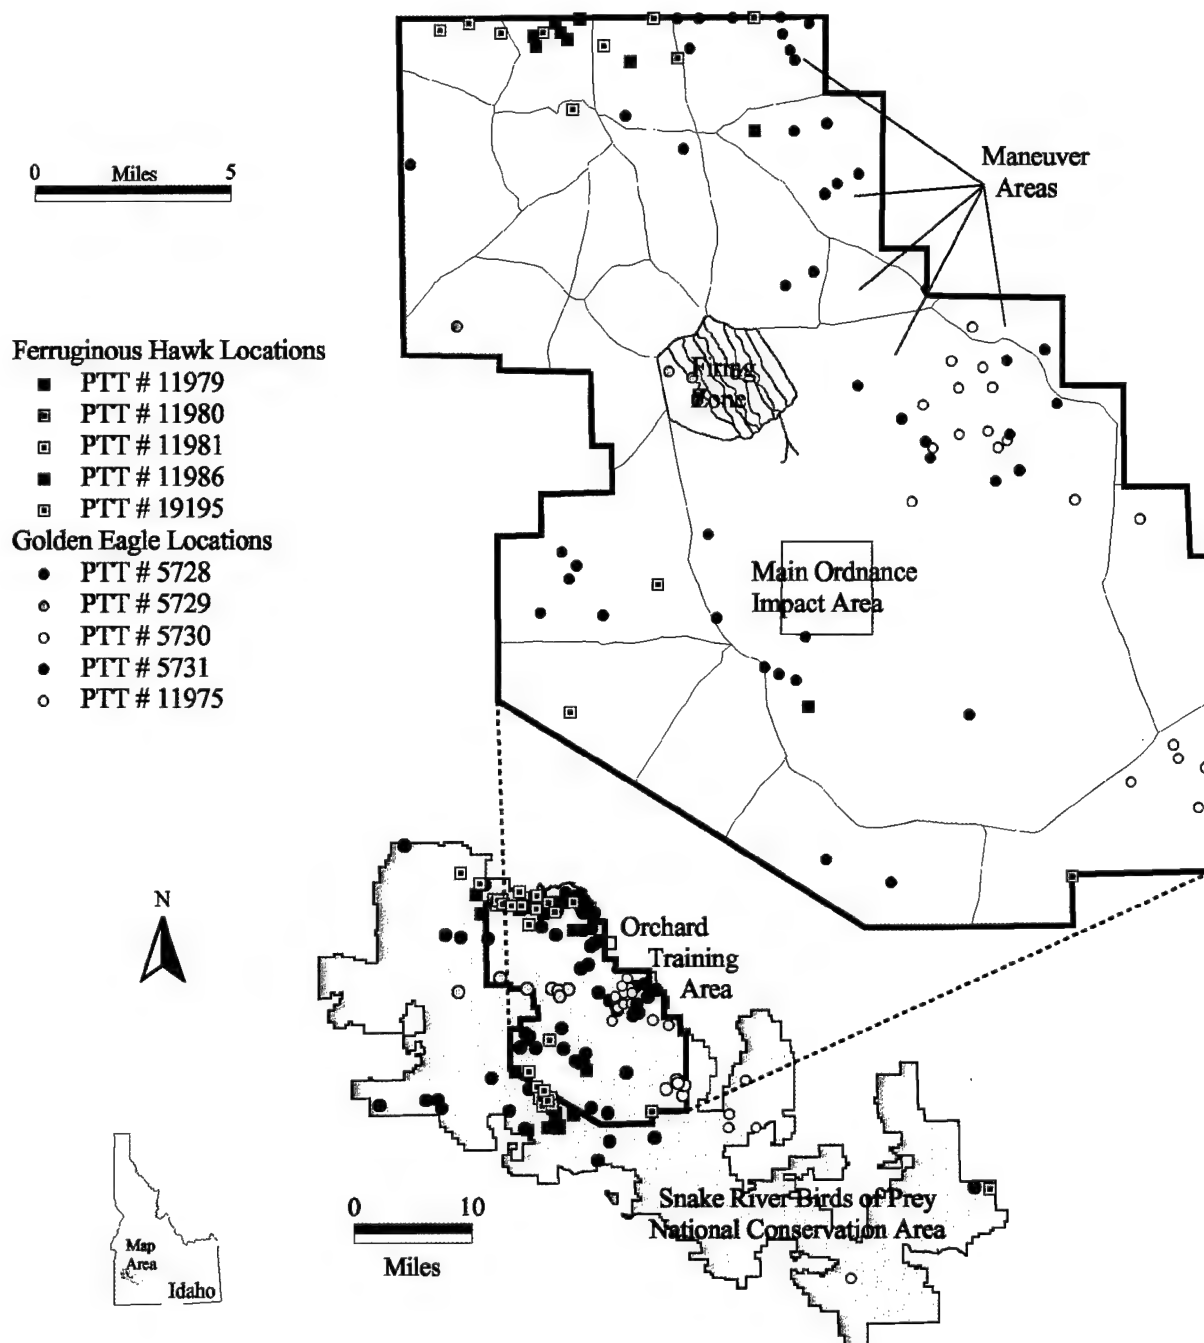 Maneuver
Areas
0 Miles 5
Ferruginous Hawk Locations
PTT # 11979
PTT # 11980
PTT # 11981
PTT # 11986
PTT # 19195
Golden Eagle Locations
PTT # 5728
PTT # 5729
PTT # 5730
PTT # 5731
PTT # 11975
Firing
Zone
Main Ordnance
Impact Area
N
Orchard
Training
Area
0 10
Miles
Snake River Birds of Prey
National Conservation Area
Map
Area
Idaho